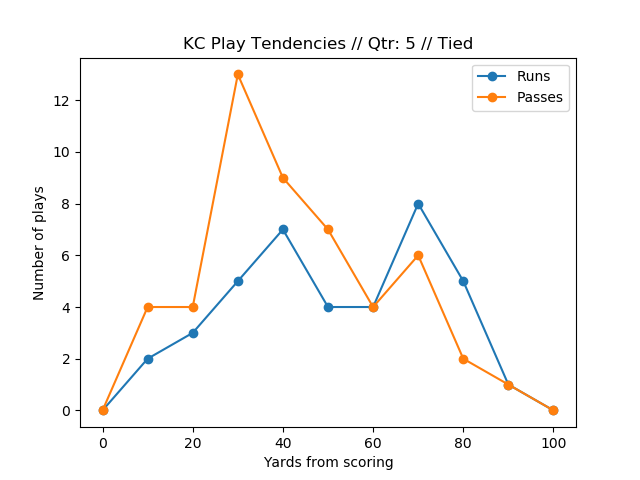 KC Play Tendencies // Qtr: 5 // Tied
Runs
Passes
Number of plays
12
10
8
6
4
2
0
0 20 40 60 80 100
Yards from scoring